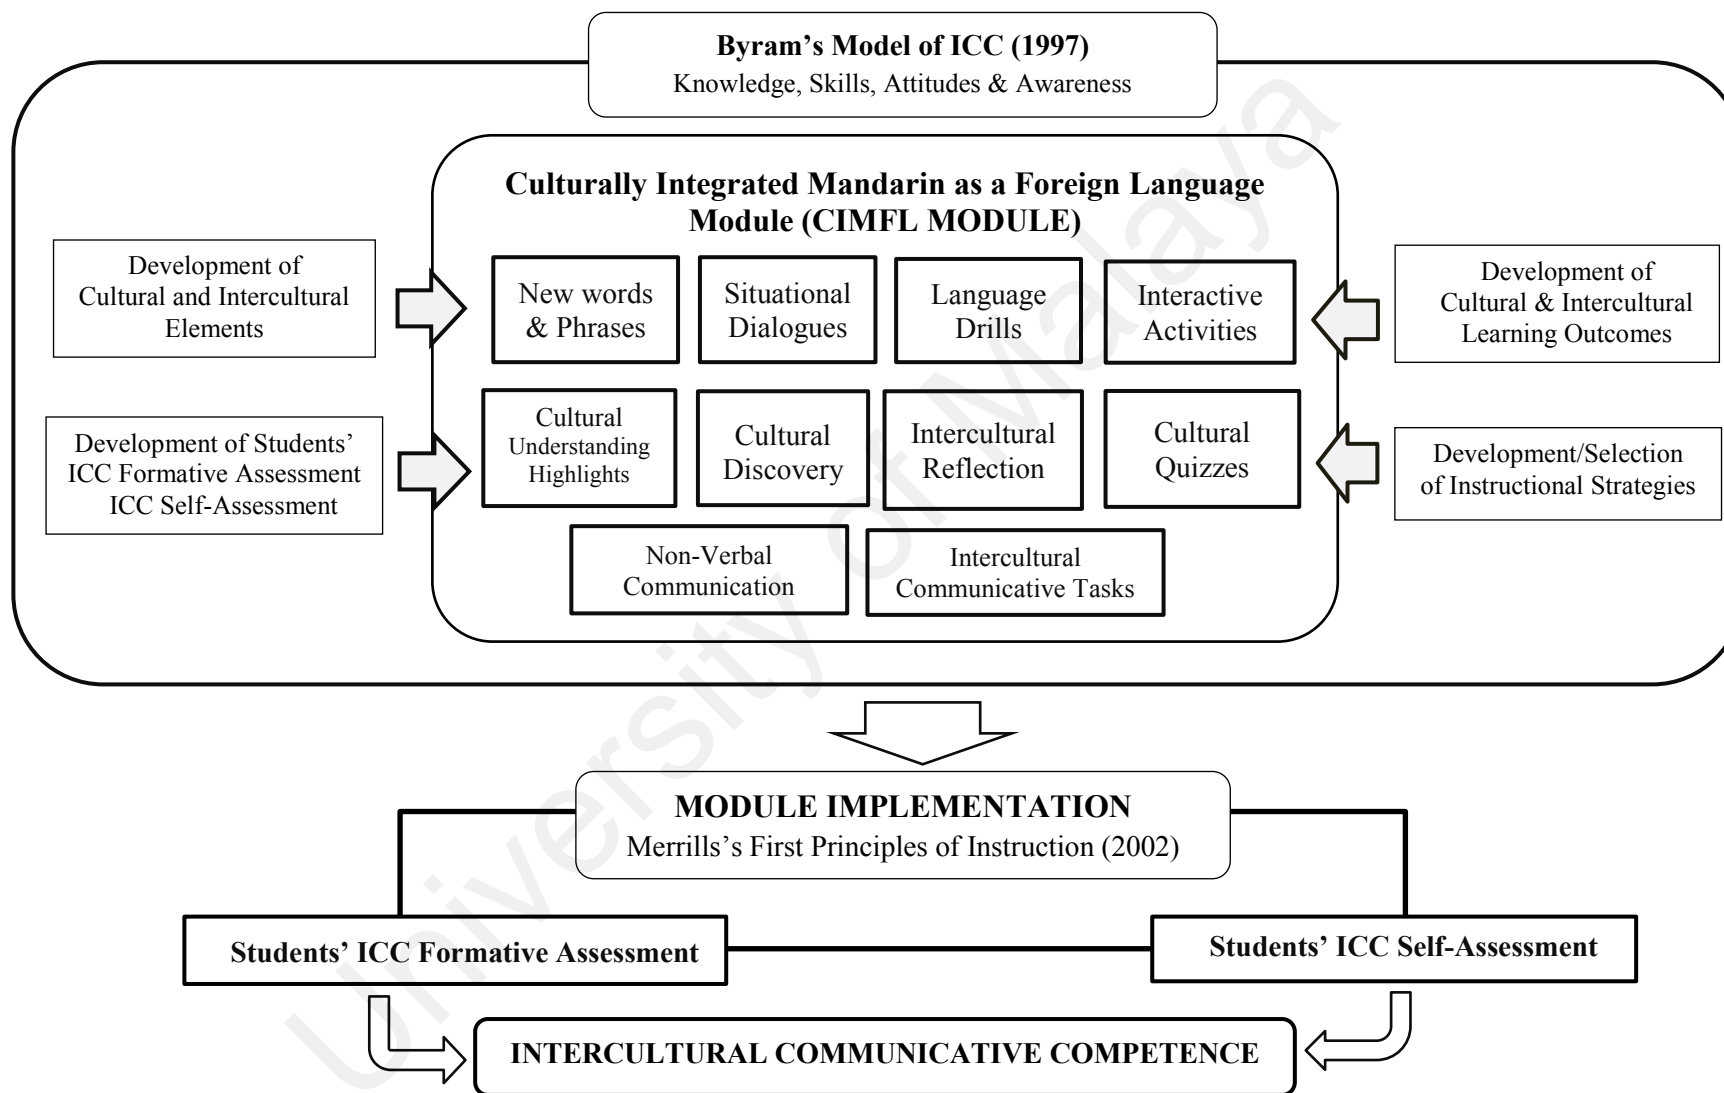 Byram’s Model of ICC (1997)
Knowledge, Skills, Attitudes & Awareness
Culturally Integrated Mandarin as a Foreign Language
Module (CIMFL MODULE)
Development of
Cultural and Intercultural
Elements
New words
& Phrases
Situational
Dialogues
Language
Drills
Interactive
Activities
Development of
Cultural & Intercultural
Learning Outcomes
Development of Students’
ICC Formative Assessment
ICC Self-Assessment
Cultural
Understanding
Highlights
Cultural
Discovery
Intercultural
Reflection
Cultural
Quizzes
Development/Selection
of Instructional Strategies
Non-Verbal
Communication
Intercultural
Communicative Tasks
MODULE IMPLEMENTATION
Merrills’s First Principles of Instruction (2002)
Students’ ICC Formative Assessment
Students’ ICC Self-Assessment
INTERCULTURAL COMMUNICATIVE COMPETENCE
University of Malaya